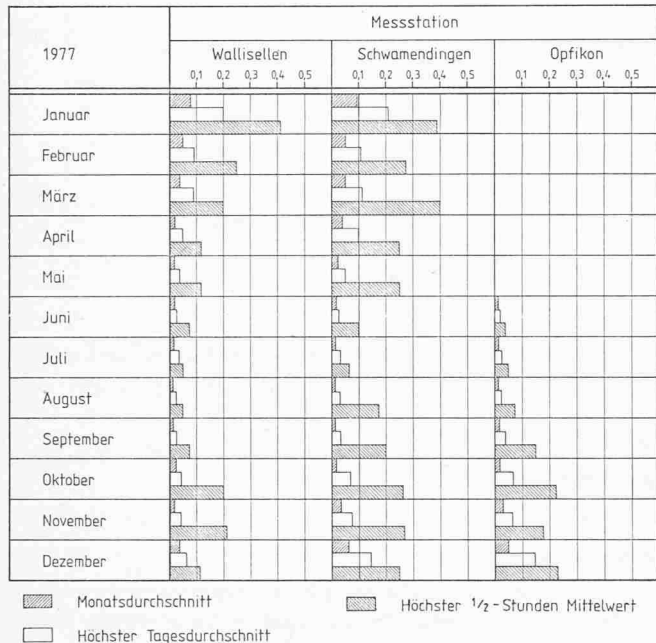 Messstation
1977
Wallisellen Schwamendingen Opfikon
0,1 0,2 0,3 0,4 0,5 0,1 0,2 0,3 0,4 0,5 0,1 0,2 0,3 0,4 0,5
Januar
Februar
März
April
Mai
Juni
Juli
August
September
Oktober
November
Dezember
Monatsdurchschnitt Höchster 1/2-Stunden Mittelwert
Höchster Tagesdurchschnitt